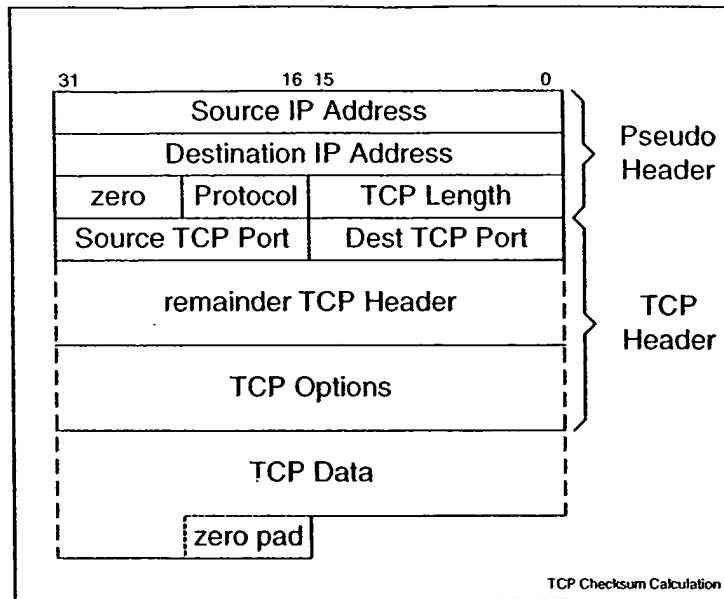 31 16 15 0
Source IP Address
Destination IP Address
Pseudo
Header
zero Protocol TCP Length
Source TCP Port Dest TCP Port
remainder TCP Header
TCP
Header
TCP Options
TCP Data
zero pad
TCP Checksum Calculation